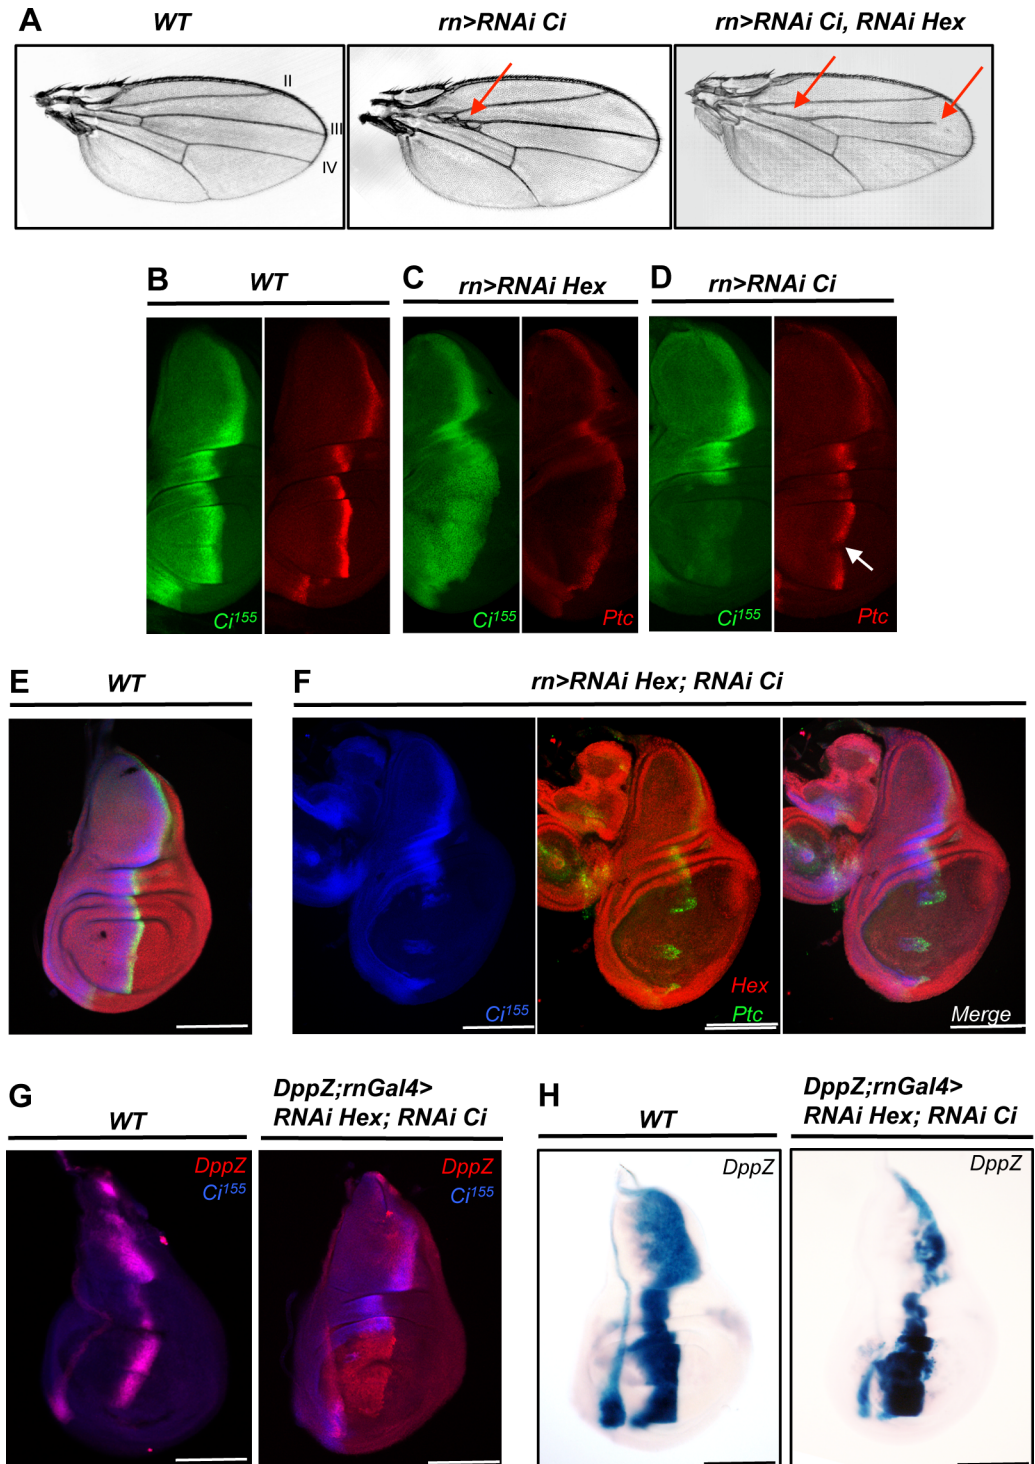 A
WT
rn>RNAi Ci
rn>RNAi Ci, RNAi Hex
II
III
IV
B
WT
C
rn>RNAi Hex
D
rn>RNAi Ci
Ci155
Ci155
Ptc
Ci155
Ptc
E
WT
F
rn>RNAi Hex; RNAi Ci
Ci155
Hex
Ptc
Merge
G
WT
DppZ;rnGal4>
RNAi Hex; RNAi Ci
DppZ
Ci155
DppZ
Ci155
H
WT
DppZ;rnGal4>
RNAi Hex; RNAi Ci
DppZ
DppZ